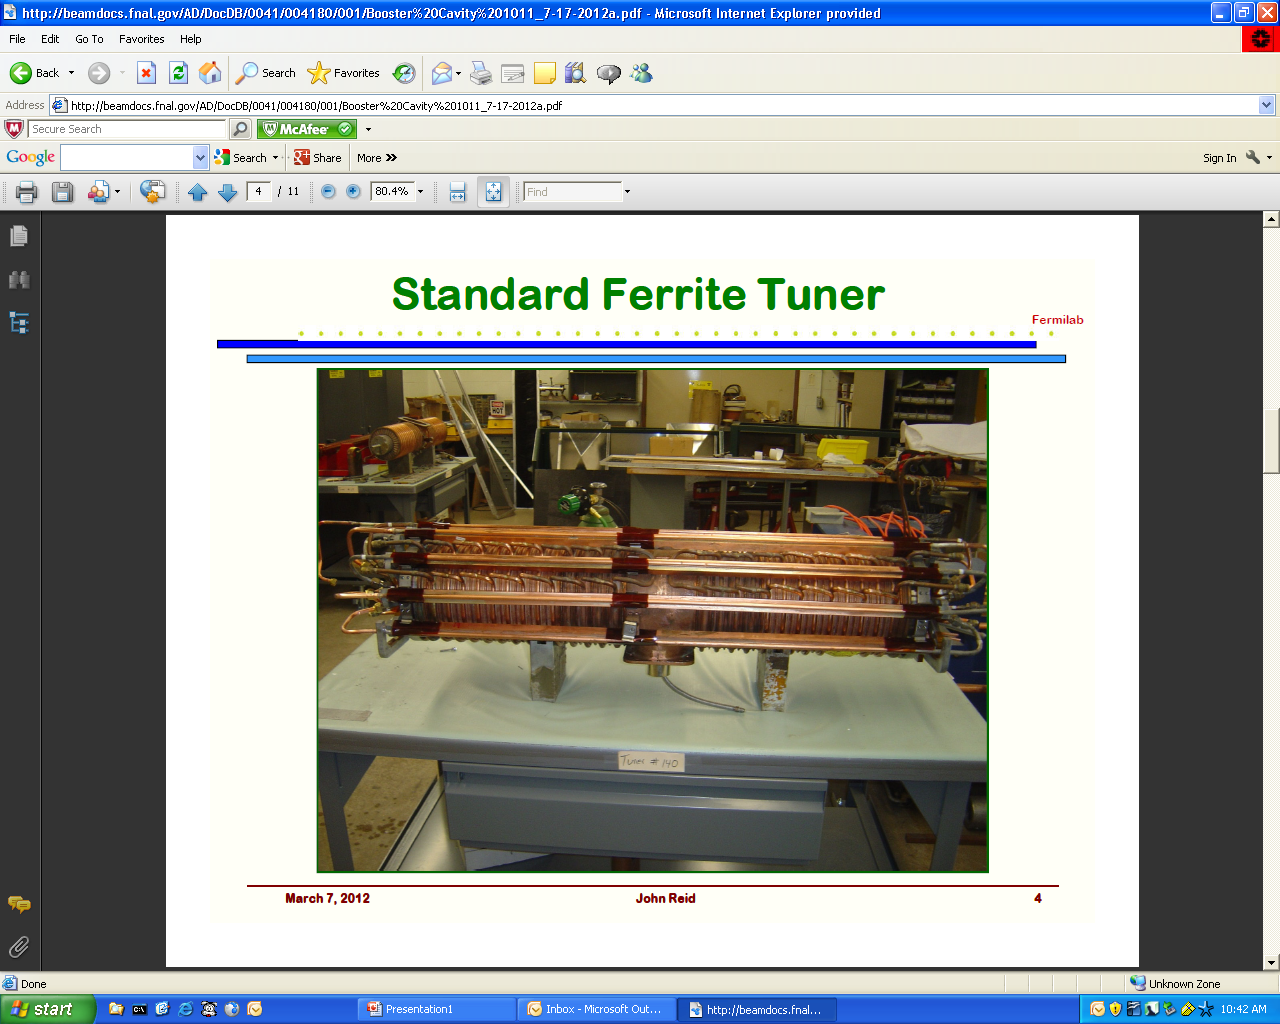 http://beamdocs.fnal.gov/AD/DocDB/0041/004180/001/Booster%20Cavity%201011_7-17-2012a.pdf - Microsoft Internet Explorer provided
File Edit Go To Favorites Help
Back Search Favorites
Address http://beamdocs.fnal.gov/AD/DocDB/0041/004180/001/Booster%20Cavity%201011_7-17-2012a.pdf
Secure Search McAfee
Google Search Share More Sign In
4 / 11 80.4% Find
Standard Ferrite Tuner
Fermilab
HOT
Tuner # 140
March 7, 2012 John Reid 4
Done Unknown Zone
start Presentation1 Inbox - Microsoft Out... http://beamdocs.fnal... 10:42 AM